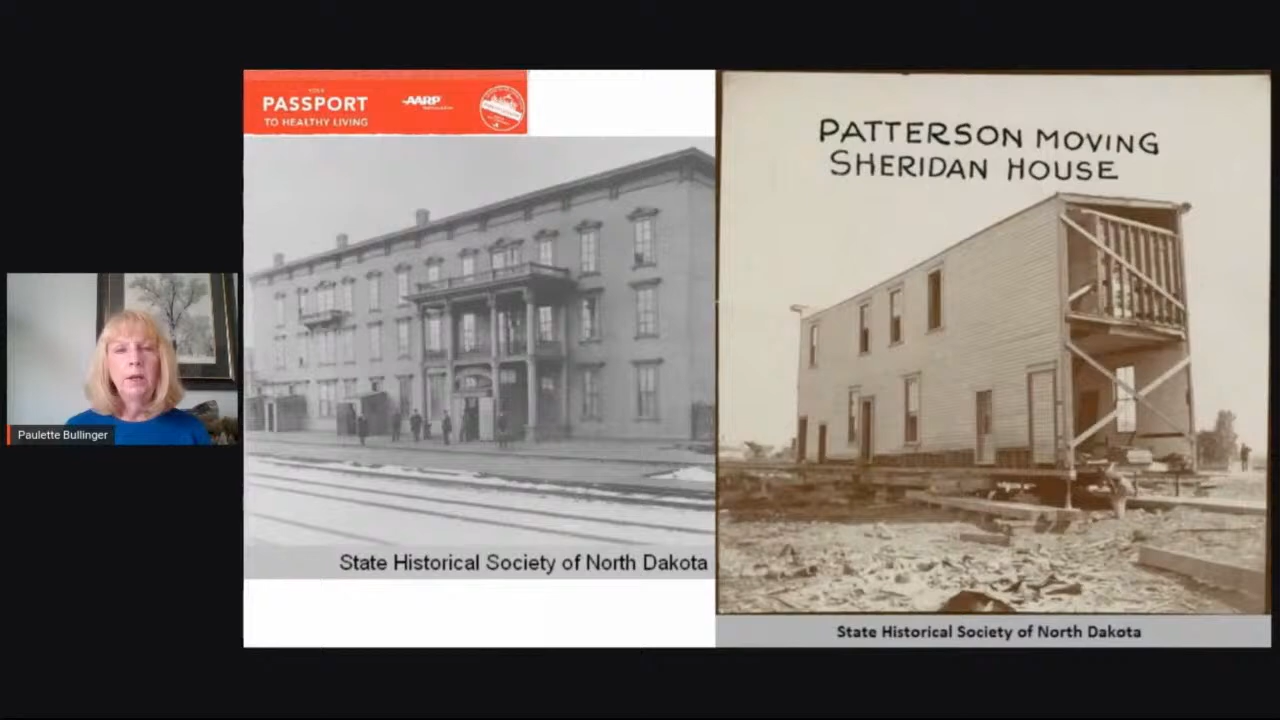 PASSPORT
TO HEALTHY LIVING
AARP
PATTERSON MOVING
SHERIDAN HOUSE
Paulette Bullinger
State Historical Society of North Dakota
State Historical Society of North Dakota